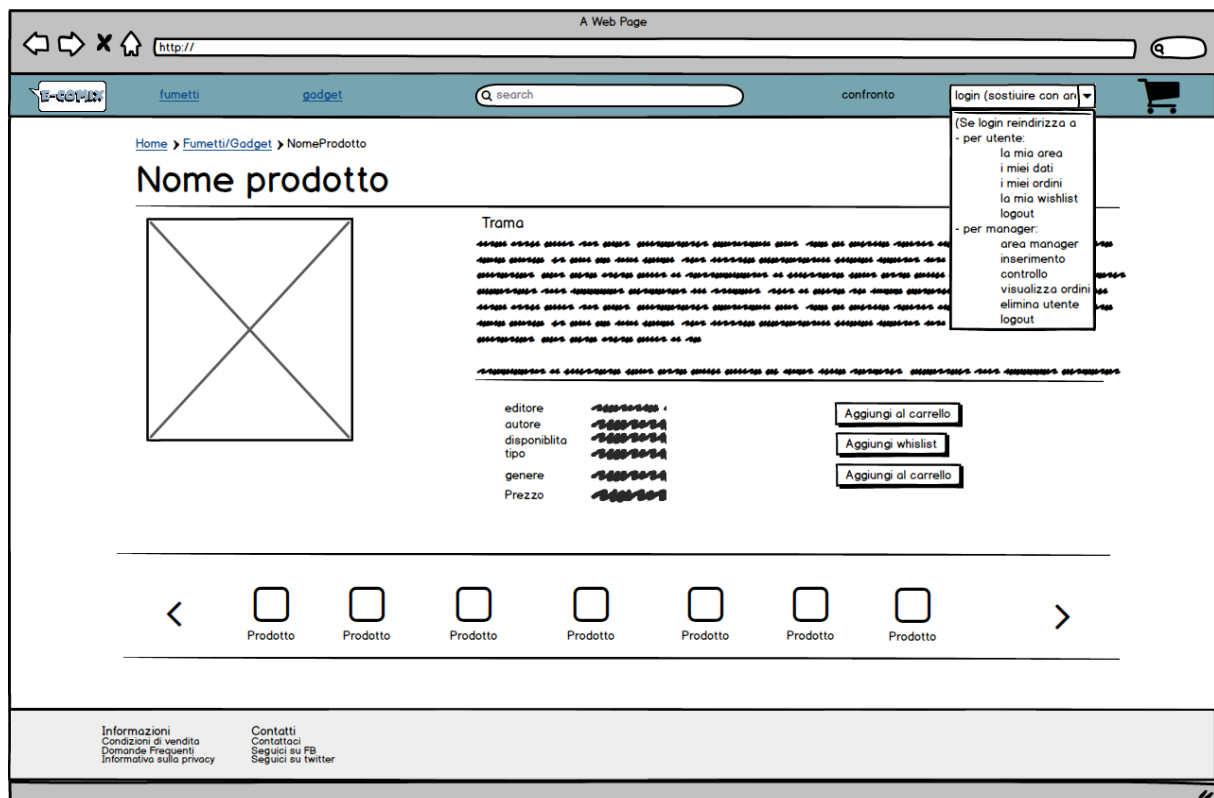 A Web Page
http://
E-COMIX
fumetti
gadget
search
confronto
login (sostiuire con are
(Se login reindirizza a
- per utente:
la mia area
i miei dati
i miei ordini
la mia wishlist
logout
- per manager:
area manager
inserimento
controllo
visualizza ordini
elimina utente
logout
Home
Fumetti/Gadget
NomeProdotto
Nome prodotto
Trama
editore
autore
disponiblita
tipo
genere
Prezzo
Aggiungi al carrello
Aggiungi whislist
Aggiungi al carrello
Prodotto
Prodotto
Prodotto
Prodotto
Prodotto
Prodotto
Prodotto
Informazioni
Condizioni di vendita
Domande Frequenti
Informativa sulla privacy
Contatti
Contattaci
Seguici su FB
Seguici su twitter